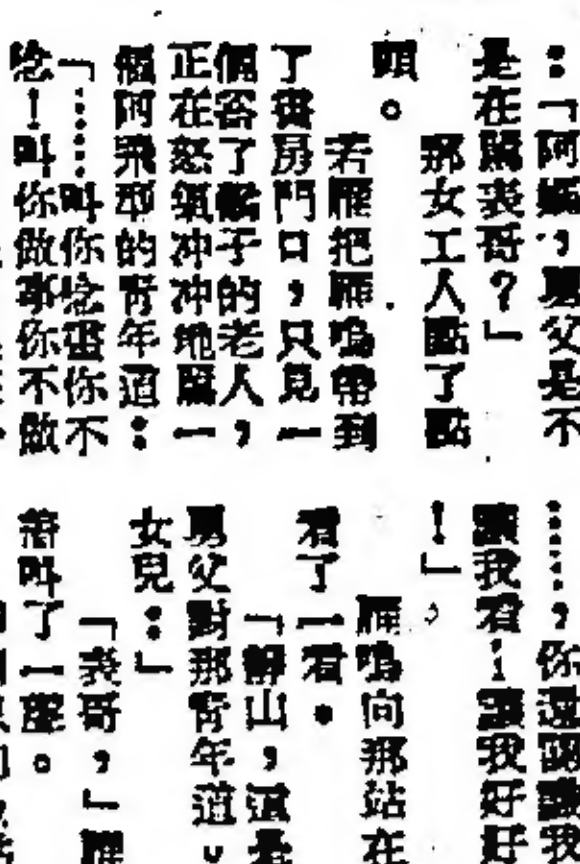 ：「阿嬸，舅父是不
是在罵表哥？」
那女工人點了點
頭。
若雁把雁鳴帶到
了書房門口，只見一
個答了鬍子的老人，
正在怒氣冲冲地罵一
個阿飛型的青年道：
「……叫你唸書你不
唸！叫你做事你不做
……，你還認識我
讓我看！讓我好好
！」，
雁鳴向那站在
看了一看。
「靜山，這是
舅父對那青年道。
女兒：」
「表哥，」雁
叫了一聲。